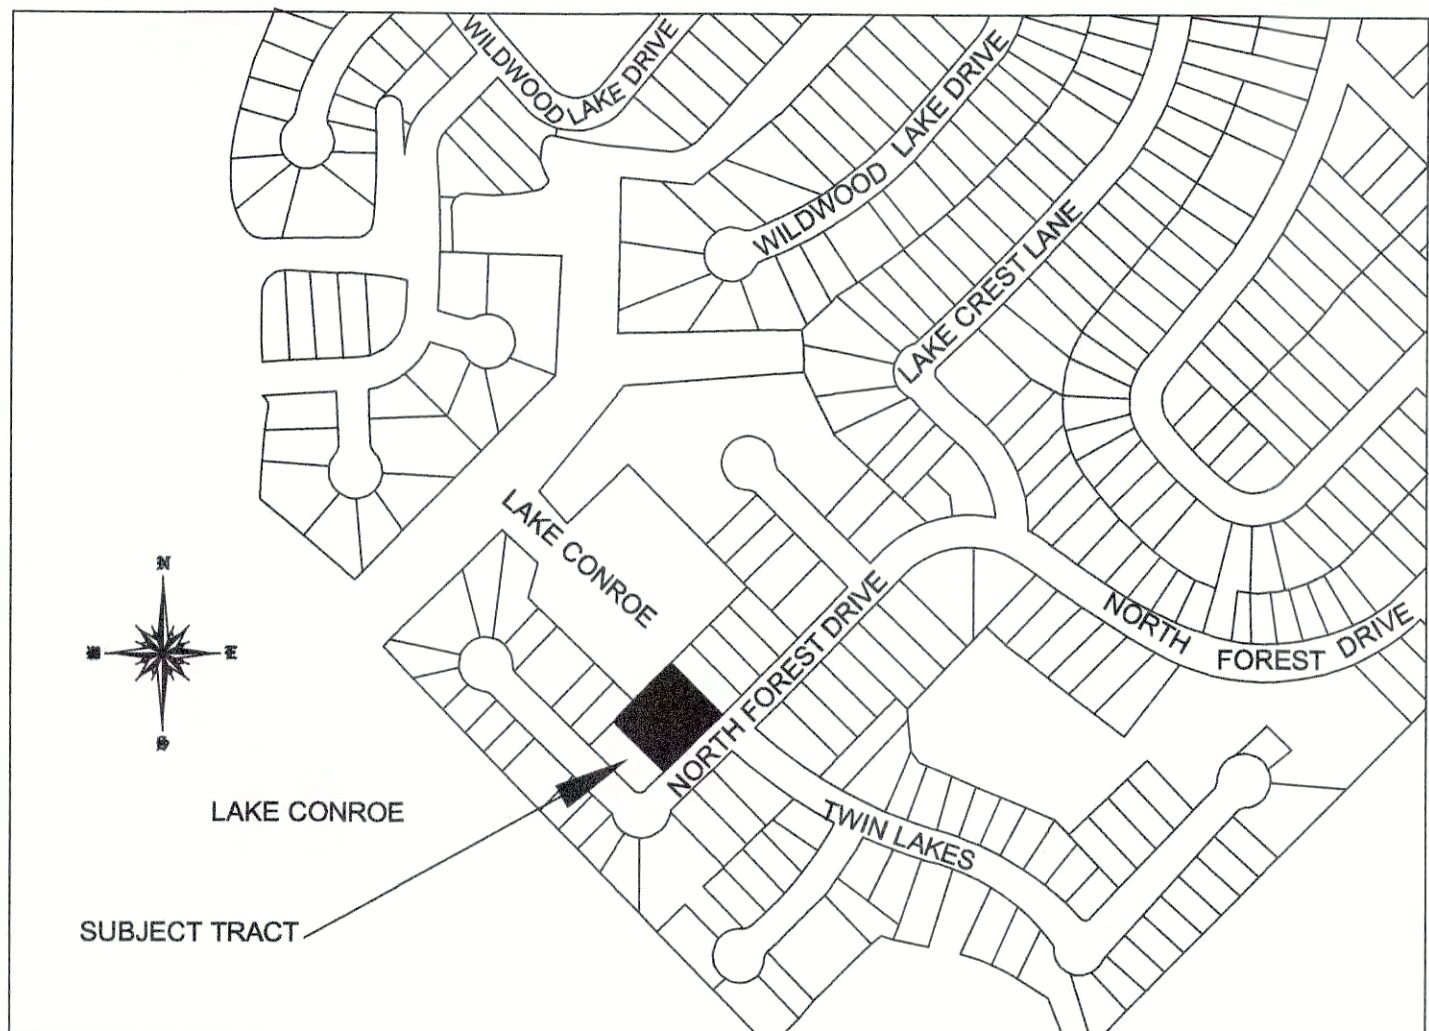 WILDWOOD
LAKE DRIVE
WILDWOOD LAKE DRIVE
LAKE CREST LANE
LAKE CONROE
NORTH FOREST DRIVE
NORTH FOREST DRIVE
N
E
S
LAKE CONROE
TWIN LAKES
SUBJECT TRACT